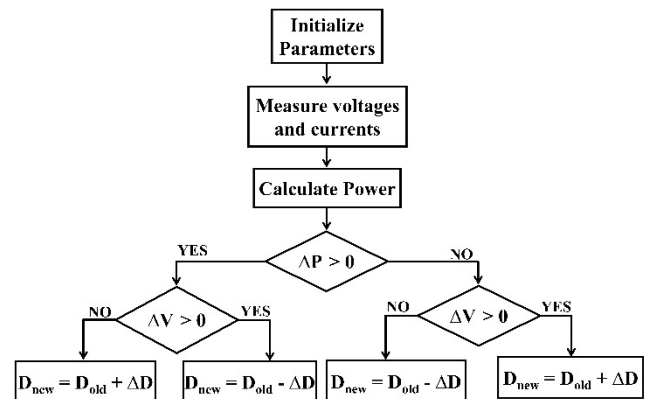 Initialize
Parameters
Measure voltages
and currents
Calculate Power
YES
ΔP > 0
NO
NO
ΔV > 0
YES
NO
ΔV > 0
YES
Dnew = Dold + ΔD
Dnew = Dold - ΔD
Dnew = Dold - ΔD
Dnew = Dold + ΔD